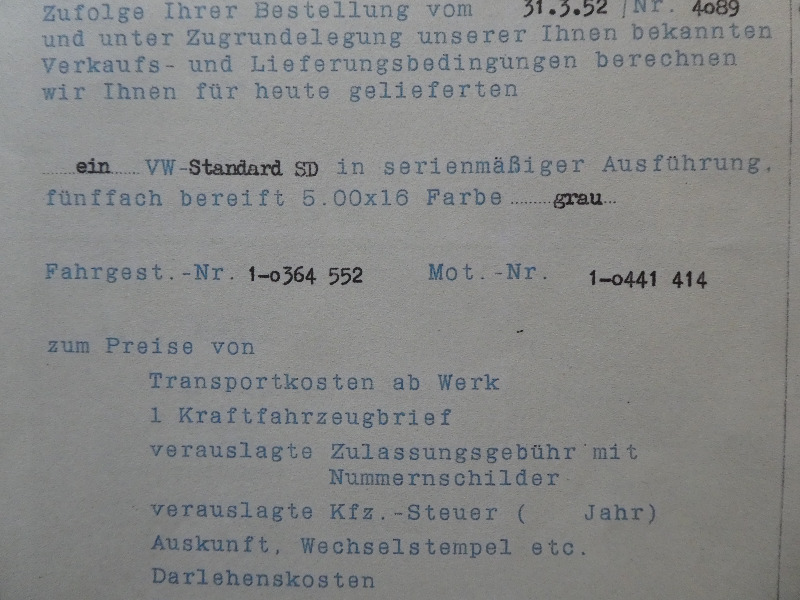 Zufolge Ihrer Bestellung vom 31.3.52 /Nr. 4o89
und unter Zugrundelegung unserer Ihnen bekannten
Verkaufs- und Lieferungsbedingungen berechnen
wir Ihnen für heute gelieferten
......ein...... VW-Standard SD in serienmäßiger Ausführung,
fünffach bereift 5.00x16 Farbe .........grau...
Fahrgest.-Nr. 1-o364 552 Mot.-Nr. 1-o441 414
zum Preise von
Transportkosten ab Werk
1 Kraftfahrzeugbrief
verauslagte Zulassungsgebühr mit
Nummernschilder
verauslagte Kfz.-Steuer ( Jahr)
Auskunft, Wechselstempel etc.
Darlehenskosten